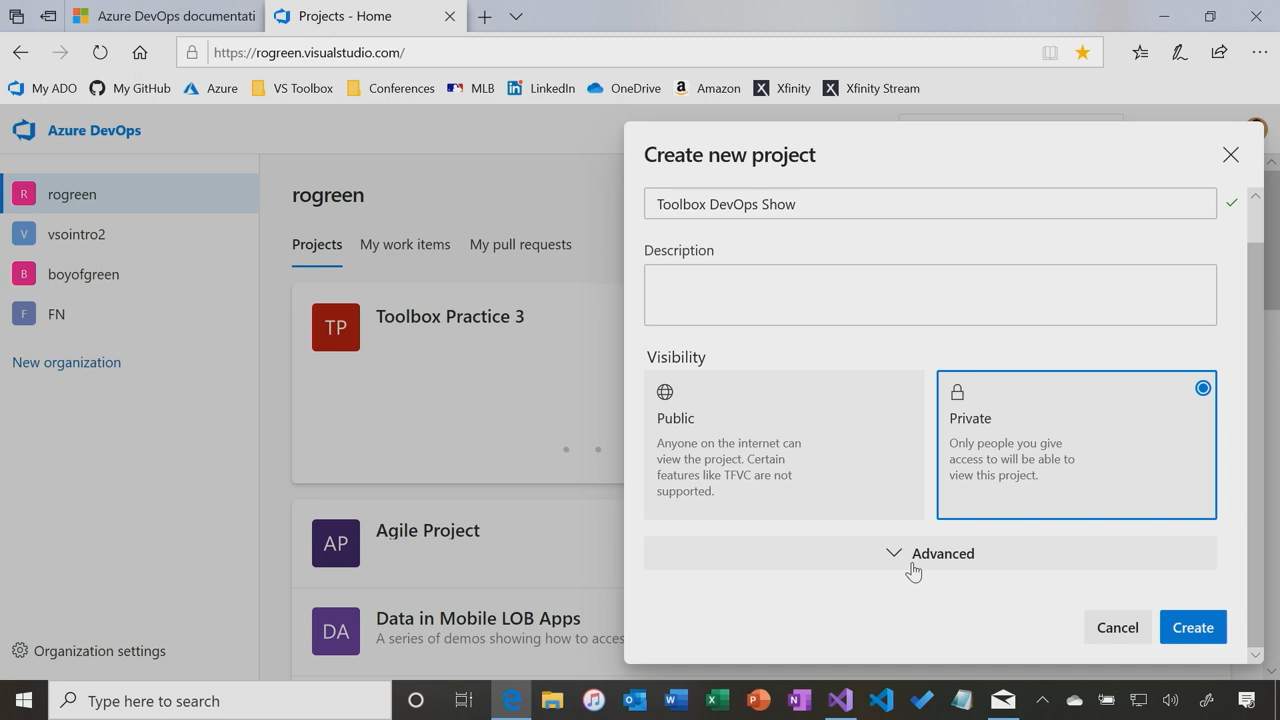 Azure DevOps documentati
Projects - Home
https://rogreen.visualstudio.com/
My ADO
My GitHub
Azure
VS Toolbox
Conferences
MLB
LinkedIn
OneDrive
Amazon
Xfinity
Xfinity Stream
Azure DevOps
R rogreen
V vsointro2
B boyofgreen
F FN
New organization
Organization settings
rogreen
Projects
My work items
My pull requests
TP Toolbox Practice 3
AP Agile Project
DA Data in Mobile LOB Apps
A series of demos showing how to acces
Create new project
Toolbox DevOps Show
Description
Visibility
Public
Anyone on the internet can
view the project. Certain
features like TFVC are not
supported.
Private
Only people you give
access to will be able to
view this project.
Advanced
Cancel
Create
Type here to search